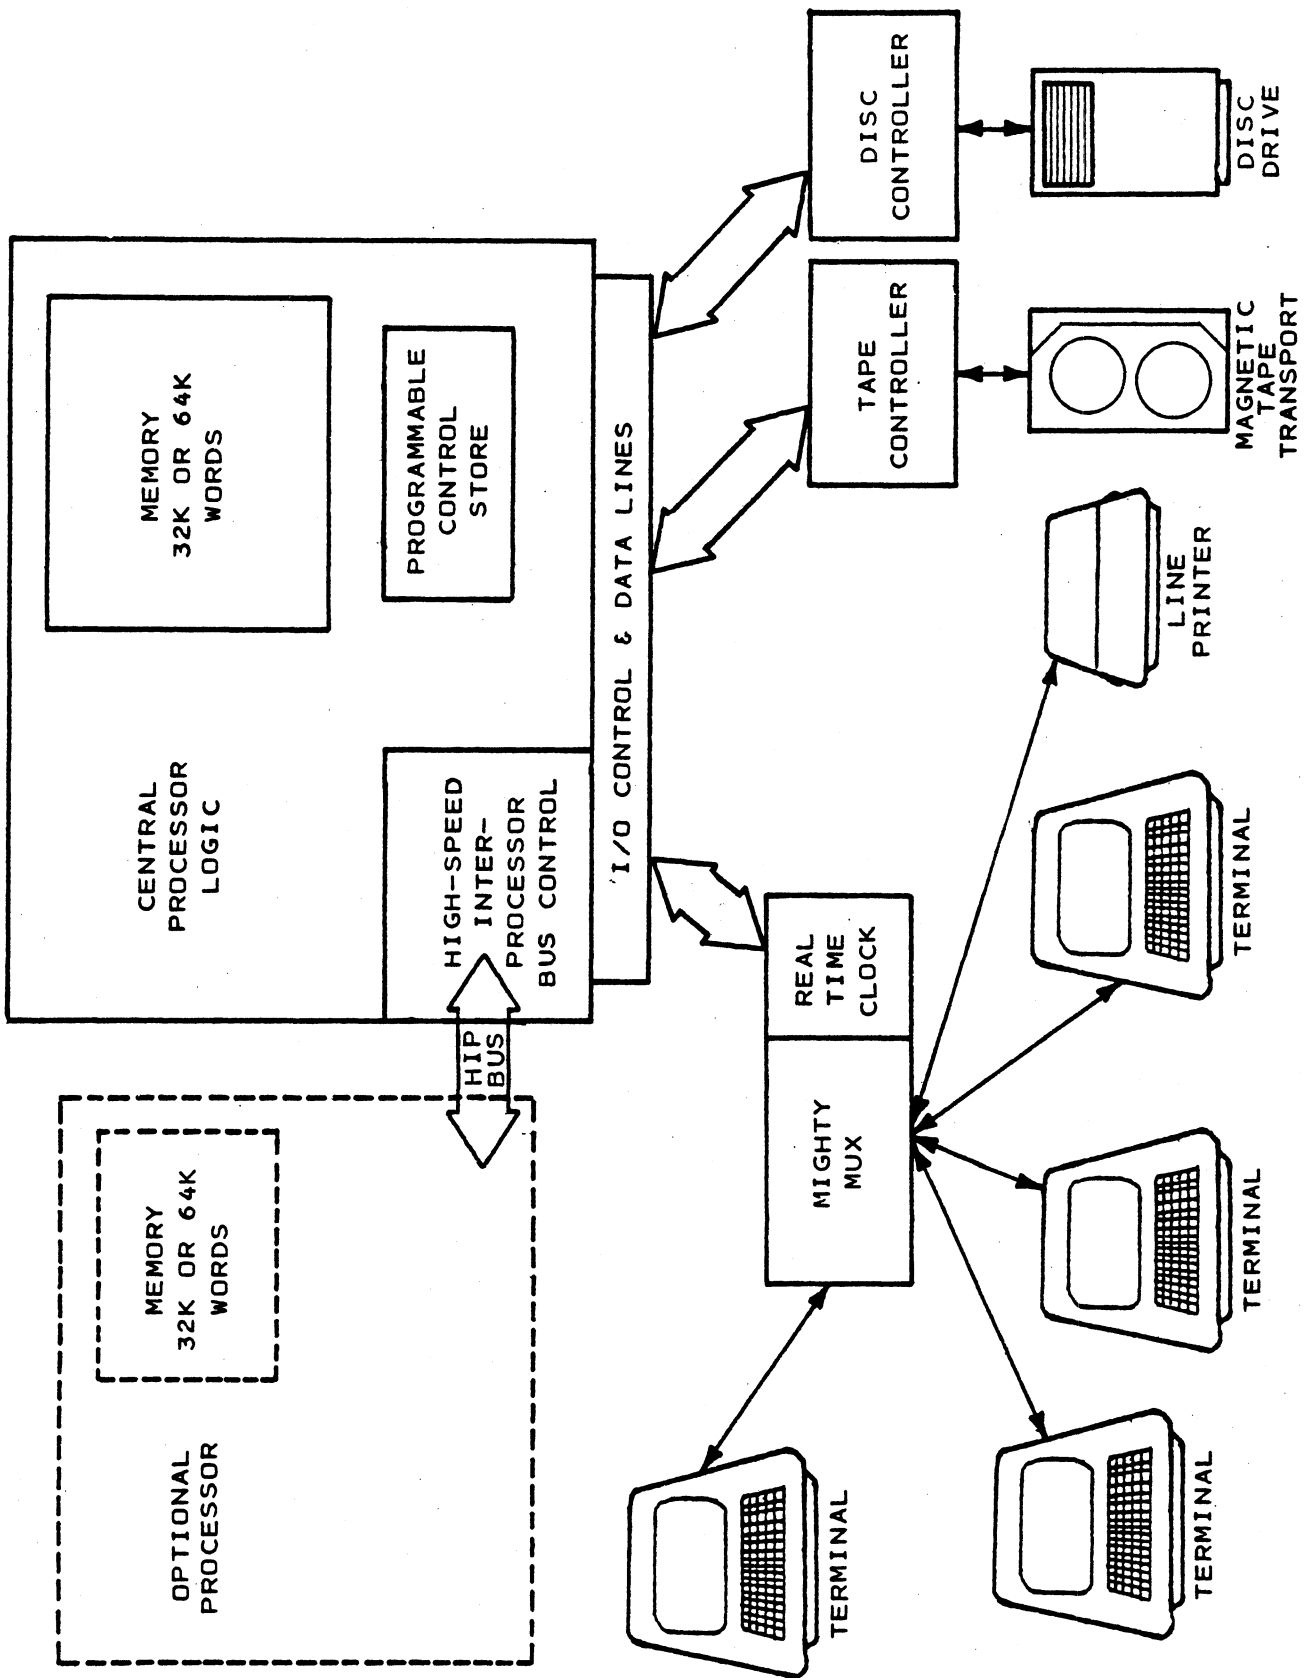 OPTIONAL
PROCESSOR
MEMORY
32K OR 64K
WORDS
HIP
BUS
CENTRAL
PROCESSOR
LOGIC
MEMORY
32K OR 64K
WORDS
HIGH-SPEED
INTER-
PROCESSOR
BUS CONTROL
PROGRAMMABLE
CONTROL
STORE
I/O CONTROL & DATA LINES
MIGHTY
MUX
REAL
TIME
CLOCK
TAPE
CONTROLLER
DISC
CONTROLLER
TERMINAL
TERMINAL
TERMINAL
TERMINAL
LINE
PRINTER
MAGNETIC
TAPE
TRANSPORT
DISC
DRIVE